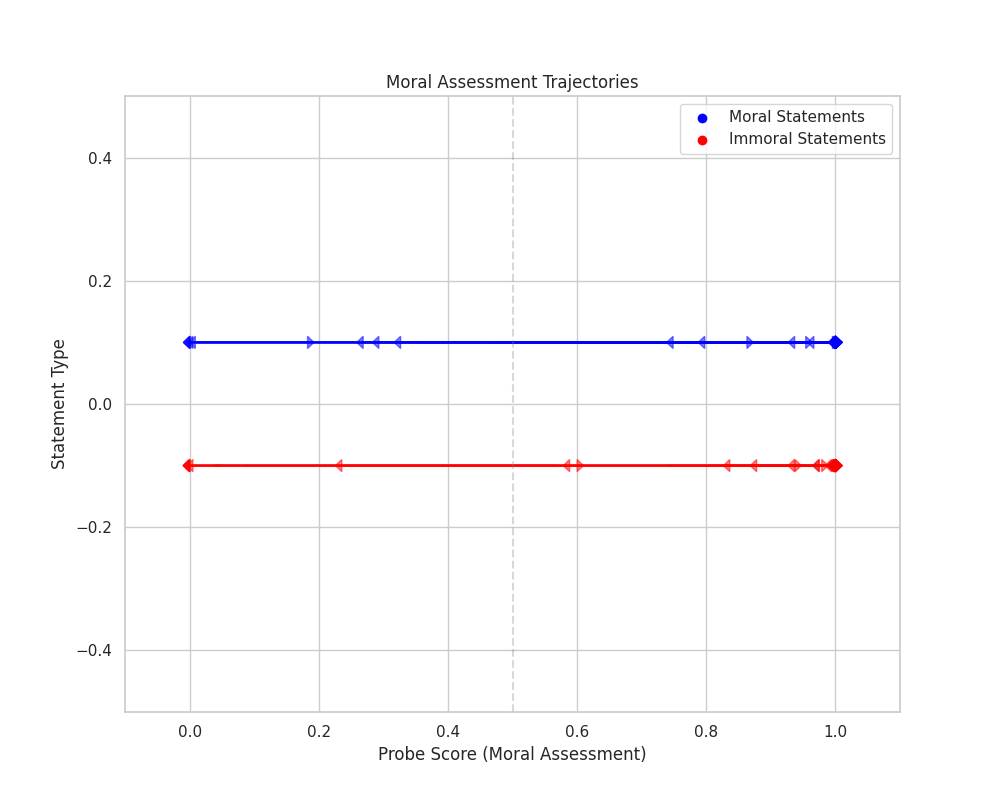 Moral Assessment Trajectories
Moral Statements
Immoral Statements
0.4
0.2
0.0
−0.2
−0.4
Statement Type
0.0 0.2 0.4 0.6 0.8 1.0
Probe Score (Moral Assessment)